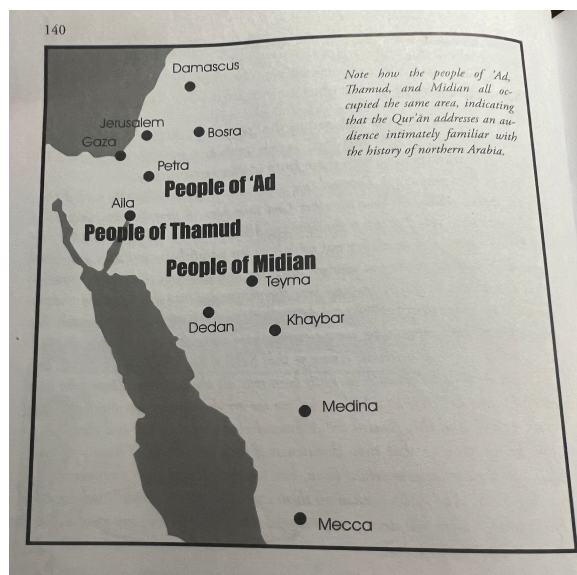 140
Damascus
Note how the people of 'Ad,
Thamud, and Midian all oc-
cupied the same area, indicating
that the Qur'ān addresses an au-
dience intimately familiar with
the history of northern Arabia.
Jerusalem
Bosra
Gaza
Petra
People of 'Ad
Aila
People of Thamud
People of Midian
Teyma
Dedan
Khaybar
Medina
Mecca